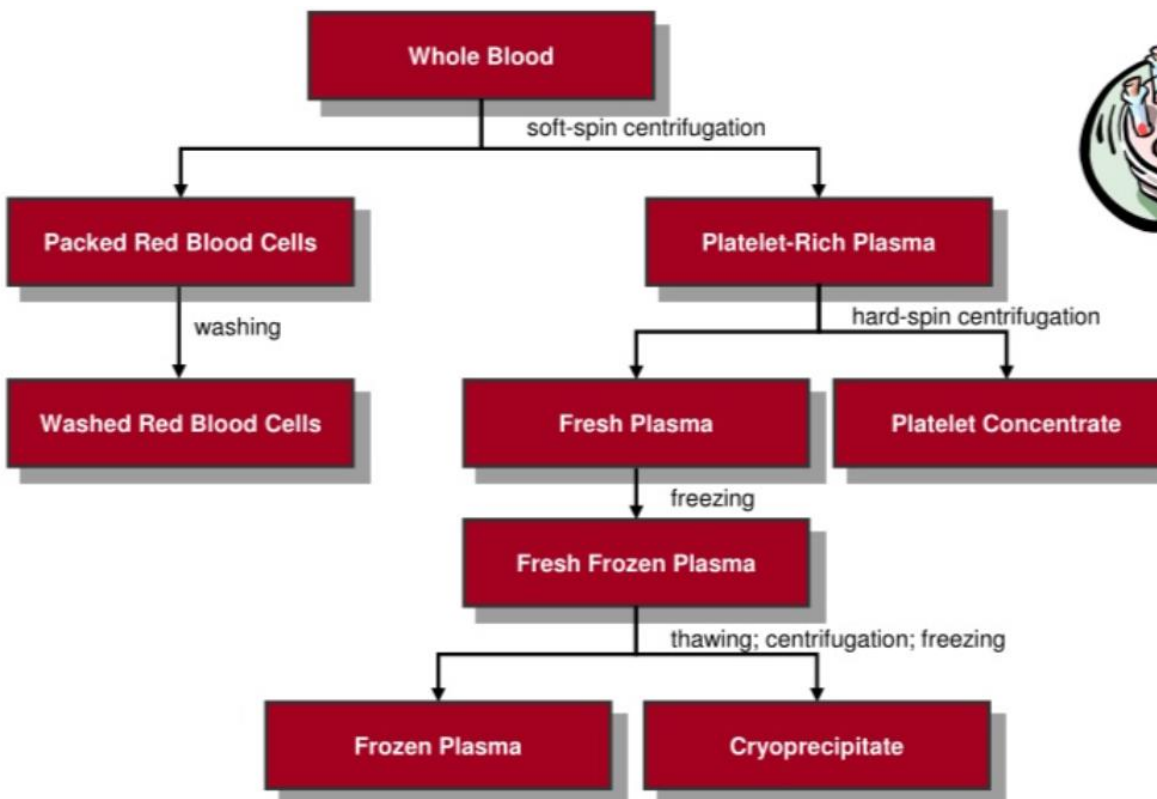 Whole Blood
soft-spin centrifugation
Packed Red Blood Cells
Platelet-Rich Plasma
washing
hard-spin centrifugation
Washed Red Blood Cells
Fresh Plasma
Platelet Concentrate
freezing
Fresh Frozen Plasma
thawing; centrifugation; freezing
Frozen Plasma
Cryoprecipitate